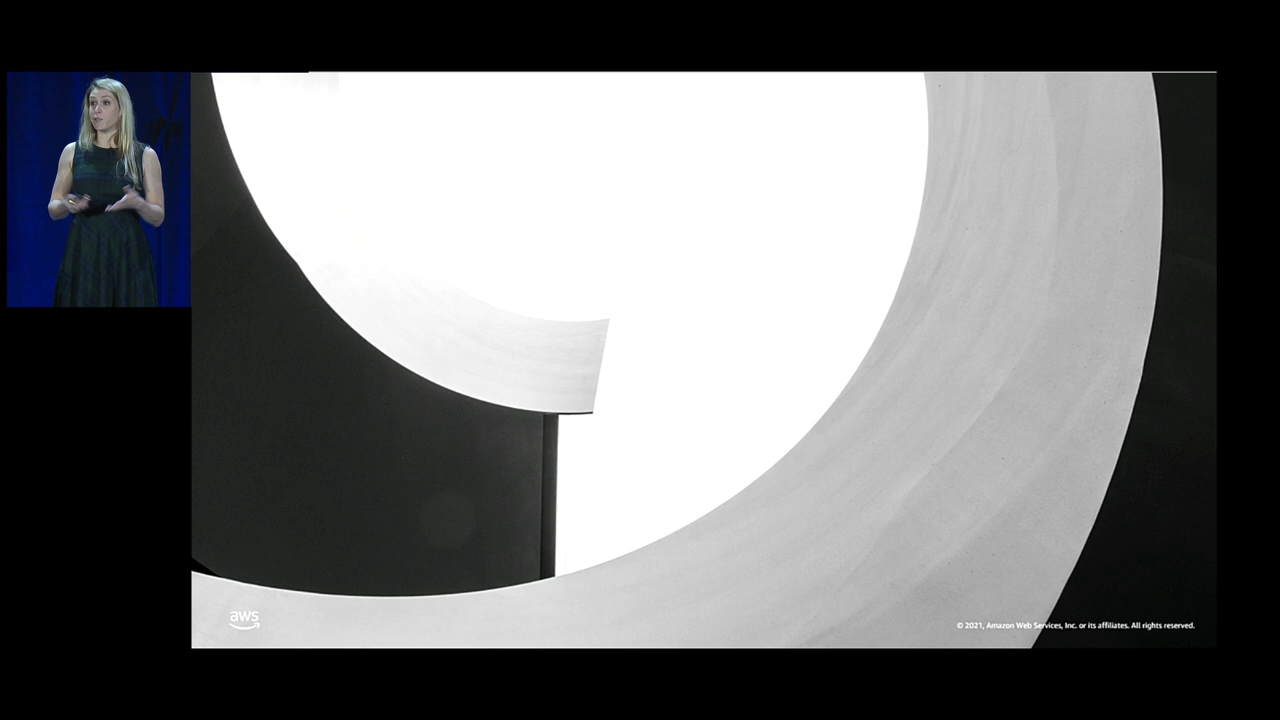 aws
© 2021, Amazon Web Services, Inc. or its affiliates. All rights reserved.